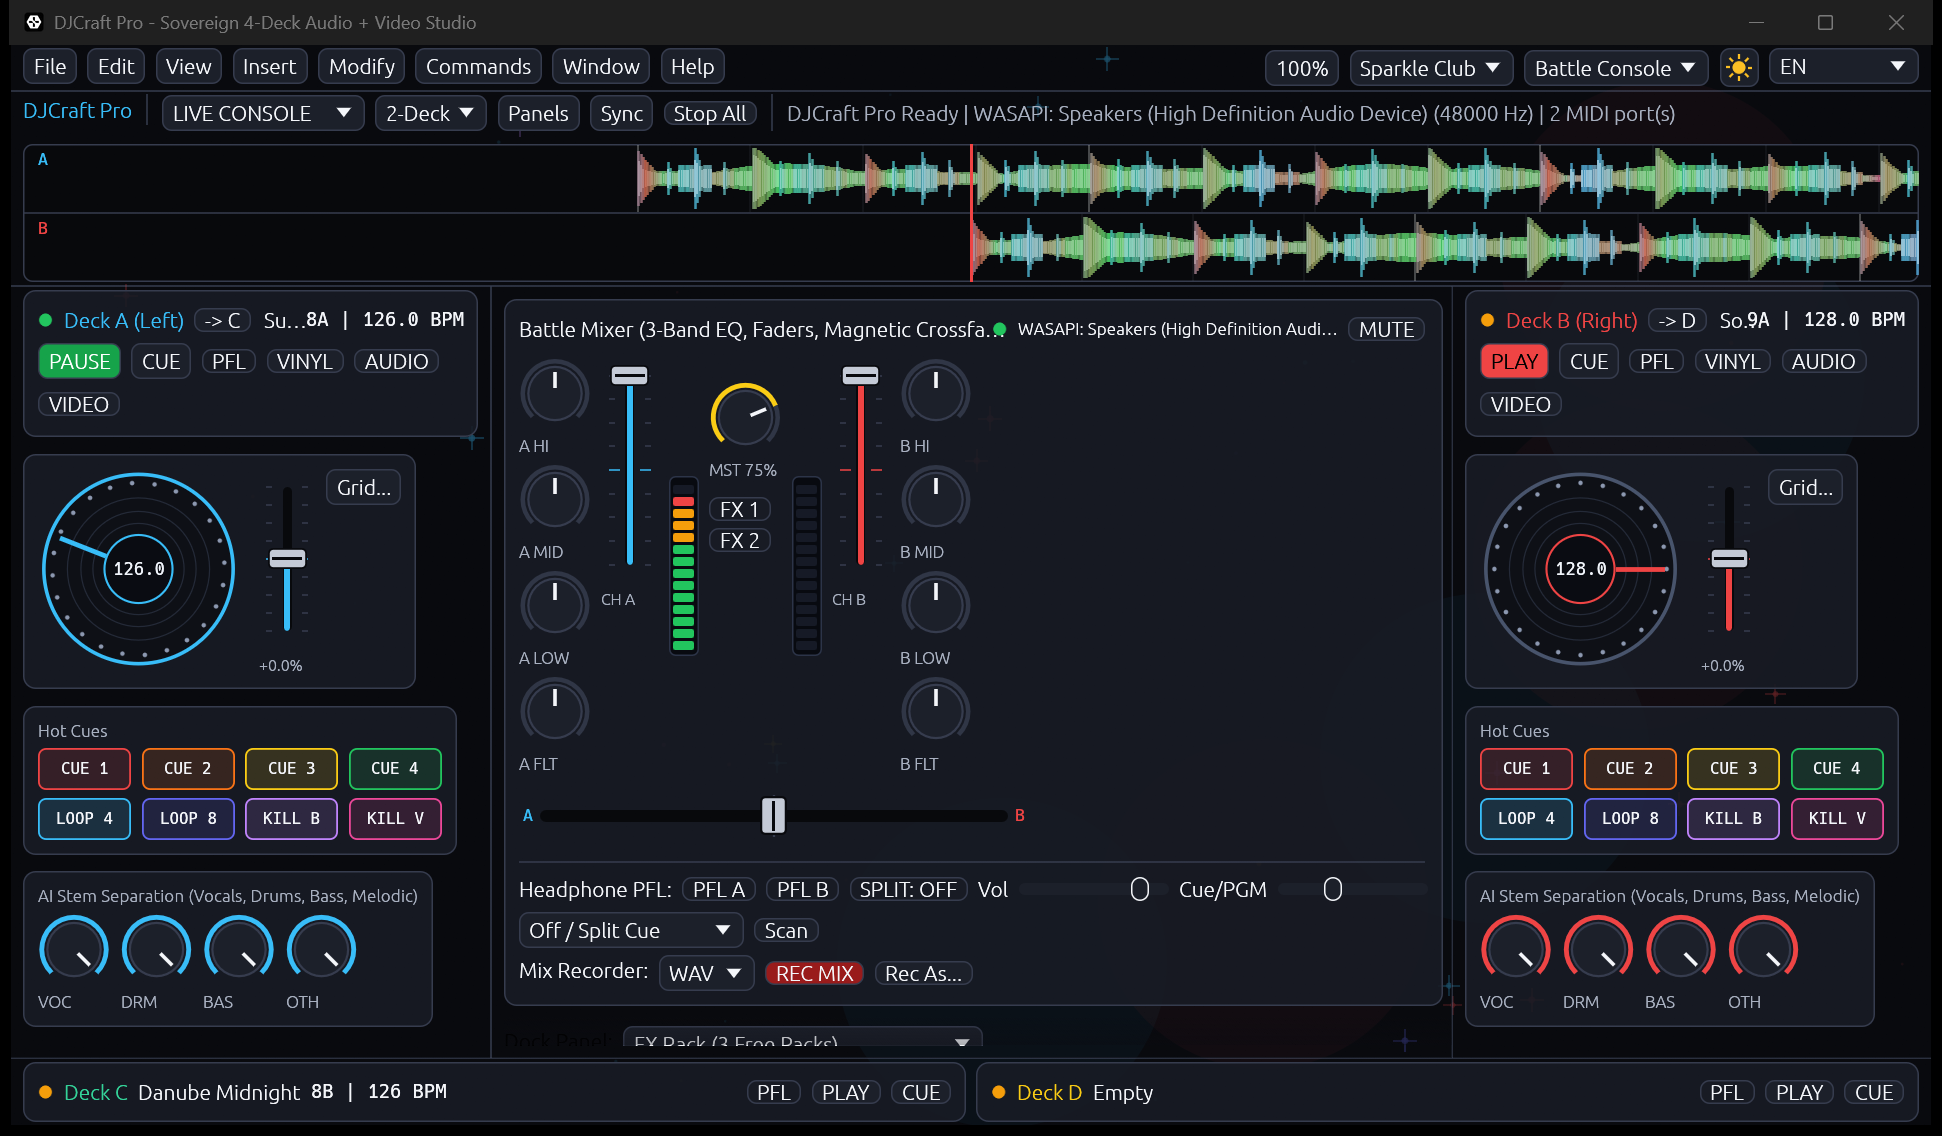 DJCraft Pro - Sovereign 4-Deck Audio + Video Studio
File Edit View Insert Modify Commands Window Help 100% Sparkle Club Battle Console EN
DJCraft Pro LIVE CONSOLE 2-Deck Panels Sync Stop All DJCraft Pro Ready | WASAPI: Speakers (High Definition Audio Device) (48000 Hz) | 2 MIDI port(s)
A
B
Deck A (Left) -> C Su...8A | 126.0 BPM
PAUSE CUE PFL VINYL AUDIO
VIDEO
126.0
Grid...
+0.0%
Hot Cues
CUE 1 CUE 2 CUE 3 CUE 4
LOOP 4 LOOP 8 KILL B KILL V
AI Stem Separation (Vocals, Drums, Bass, Melodic)
VOC DRM BAS OTH
Battle Mixer (3-Band EQ, Faders, Magnetic Crossfa... WASAPI: Speakers (High Definition Audi... MUTE
A HI B HI
MST 75%
FX 1
FX 2
A MID B MID
CH A CH B
A LOW B LOW
A FLT B FLT
A B
Headphone PFL: PFL A PFL B SPLIT: OFF Vol Cue/PGM
Off / Split Cue Scan
Mix Recorder: WAV REC MIX Rec As...
Dock Panel: FX Rack (3 Free Packs)
Deck B (Right) -> D So...9A | 128.0 BPM
PLAY CUE PFL VINYL AUDIO
VIDEO
128.0
Grid...
+0.0%
Hot Cues
CUE 1 CUE 2 CUE 3 CUE 4
LOOP 4 LOOP 8 KILL B KILL V
AI Stem Separation (Vocals, Drums, Bass, Melodic)
VOC DRM BAS OTH
Deck C Danube Midnight 8B | 126 BPM PFL PLAY CUE
Deck D Empty PFL PLAY CUE